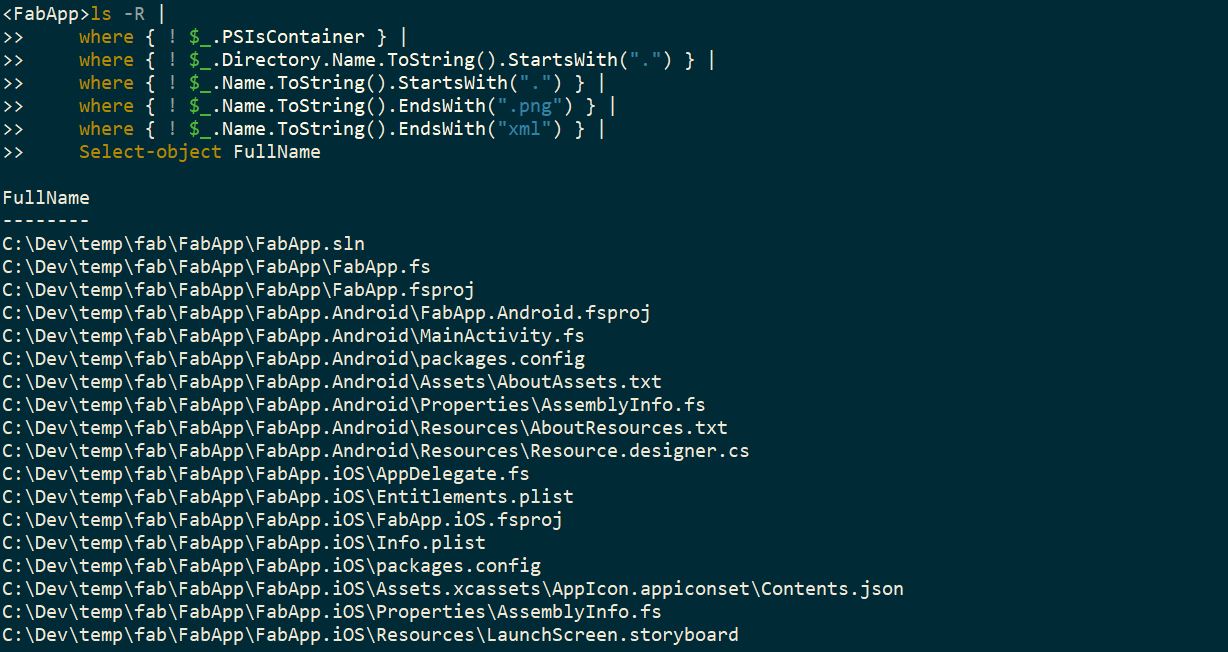 <FabApp>ls -R |
>>     where { ! $_.PSIsContainer } |
>>     where { ! $_.Directory.Name.ToString().StartsWith(".") } |
>>     where { ! $_.Name.ToString().StartsWith(".") } |
>>     where { ! $_.Name.ToString().EndsWith(".png") } |
>>     where { ! $_.Name.ToString().EndsWith("xml") } |
>>     Select-object FullName
FullName
--------
C:\Dev\temp\fab\FabApp\FabApp.sln
C:\Dev\temp\fab\FabApp\FabApp\FabApp.fs
C:\Dev\temp\fab\FabApp\FabApp\FabApp.fsproj
C:\Dev\temp\fab\FabApp\FabApp.Android\FabApp.Android.fsproj
C:\Dev\temp\fab\FabApp\FabApp.Android\MainActivity.fs
C:\Dev\temp\fab\FabApp\FabApp.Android\packages.config
C:\Dev\temp\fab\FabApp\FabApp.Android\Assets\AboutAssets.txt
C:\Dev\temp\fab\FabApp\FabApp.Android\Properties\AssemblyInfo.fs
C:\Dev\temp\fab\FabApp\FabApp.Android\Resources\AboutResources.txt
C:\Dev\temp\fab\FabApp\FabApp.Android\Resources\Resource.designer.cs
C:\Dev\temp\fab\FabApp\FabApp.iOS\AppDelegate.fs
C:\Dev\temp\fab\FabApp\FabApp.iOS\Entitlements.plist
C:\Dev\temp\fab\FabApp\FabApp.iOS\FabApp.iOS.fsproj
C:\Dev\temp\fab\FabApp\FabApp.iOS\Info.plist
C:\Dev\temp\fab\FabApp\FabApp.iOS\packages.config
C:\Dev\temp\fab\FabApp\FabApp.iOS\Assets.xcassets\AppIcon.appiconset\Contents.json
C:\Dev\temp\fab\FabApp\FabApp.iOS\Properties\AssemblyInfo.fs
C:\Dev\temp\fab\FabApp\FabApp.iOS\Resources\LaunchScreen.storyboard